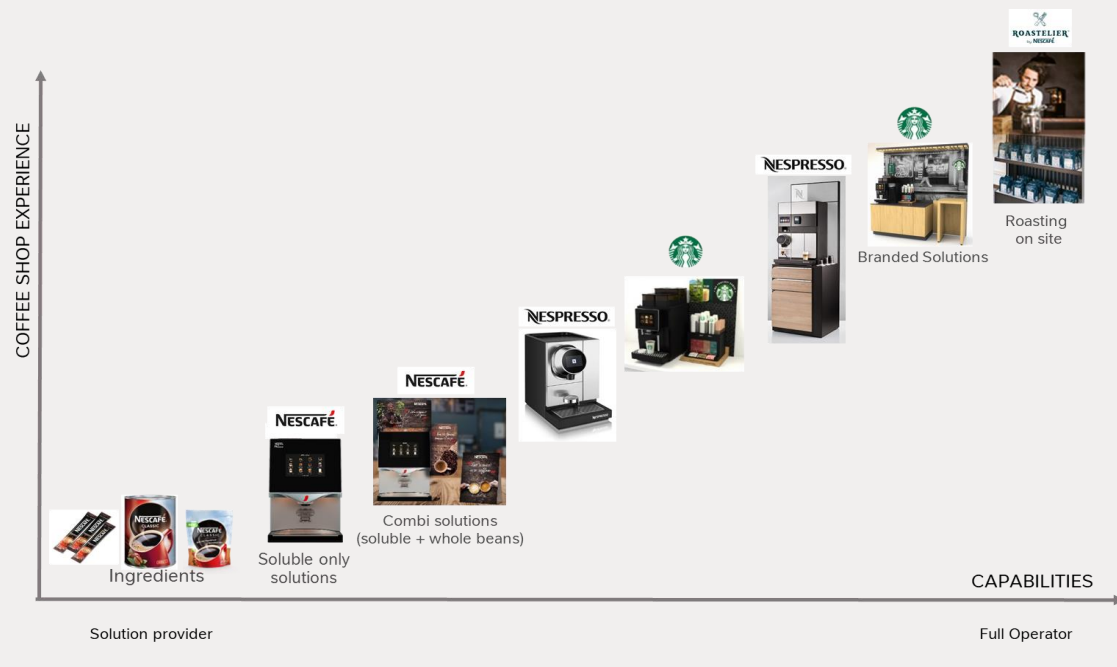 ROASTELIER
by NESCAFÉ
COFFEE SHOP EXPERIENCE
NESPRESSO.
Roasting
on site
Branded Solutions
NESPRESSO.
NESCAFÉ.
NESCAFÉ.
Combi solutions
(soluble + whole beans)
NESCAFÉ
CLASSIC
NESCAFÉ
CLASSIC
Ingredients
Soluble only
solutions
CAPABILITIES
Solution provider
Full Operator